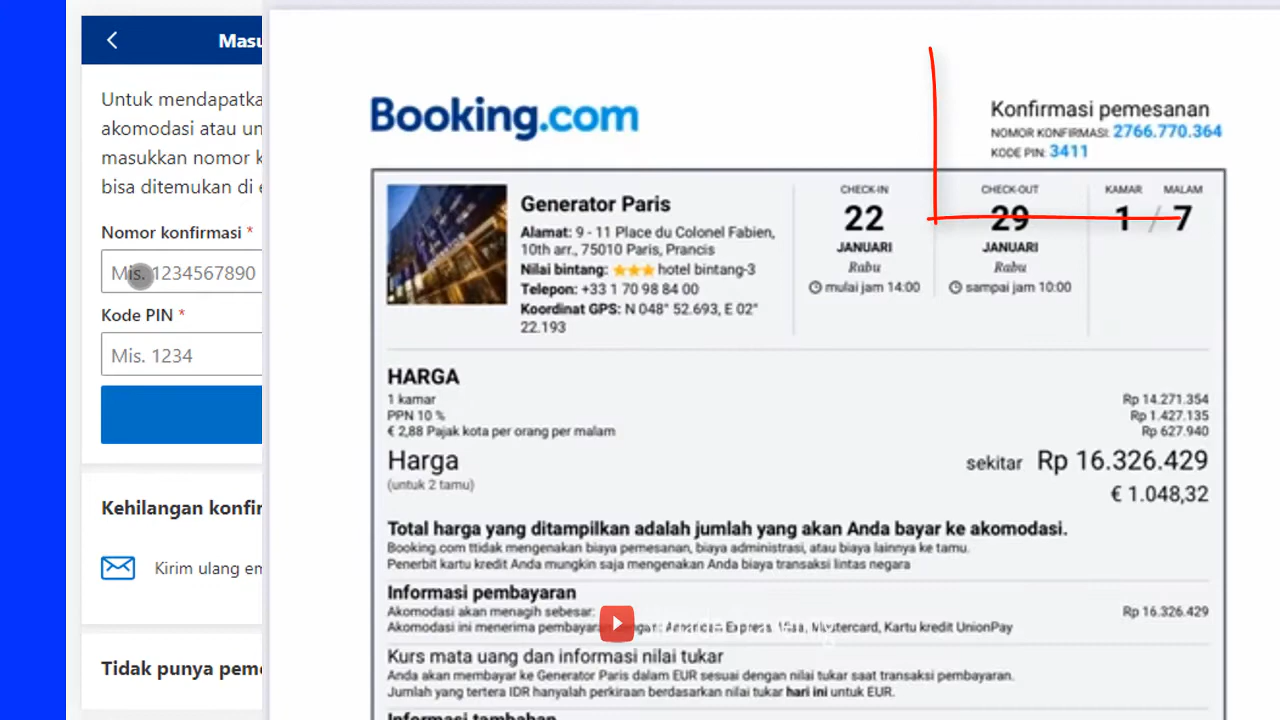 Masu
Untuk mendapatka
akomodasi atau un
masukkan nomor k
bisa ditemukan di e
Nomor konfirmasi *
Mis. 1234567890
Kode PIN *
Mis. 1234
Kehilangan konfir
Kirim ulang em
Tidak punya peme
Booking.com
Konfirmasi pemesanan
NOMOR KONFIRMASI: 2766.770.364
KODE PIN: 3411
Generator Paris
Alamat: 9 - 11 Place du Colonel Fabien,
10th arr., 75010 Paris, Prancis
Nilai bintang: ★★★ hotel bintang-3
Telepon: +33 1 70 98 84 00
Koordinat GPS: N 048° 52.693, E 02°
22.193
CHECK-IN
22
JANUARI
Rabu
mulai jam 14:00
CHECK-OUT
29
JANUARI
Rabu
sampai jam 10:00
KAMAR MALAM
1 / 7
HARGA
1 kamar Rp 14.271.354
PPN 10 % Rp 1.427.135
€ 2,88 Pajak kota per orang per malam Rp 627.940
Harga sekitar Rp 16.326.429
(untuk 2 tamu) € 1.048,32
Total harga yang ditampilkan adalah jumlah yang akan Anda bayar ke akomodasi.
Booking.com ttidak mengenakan biaya pemesanan, biaya administrasi, atau biaya lainnya ke tamu.
Penerbit kartu kredit Anda mungkin saja mengenakan Anda biaya transaksi lintas negara
Informasi pembayaran
Akomodasi akan menagih sebesar: Rp 16.326.429
Akomodasi ini menerima pembayaran dengan: American Express, Visa, Mastercard, Kartu kredit UnionPay
Kurs mata uang dan informasi nilai tukar
Anda akan membayar ke Generator Paris dalam EUR sesuai dengan nilai tukar saat transaksi pembayaran.
Jumlah yang tertera IDR hanyalah perkiraan berdasarkan nilai tukar hari ini untuk EUR.
Informasi tambahan